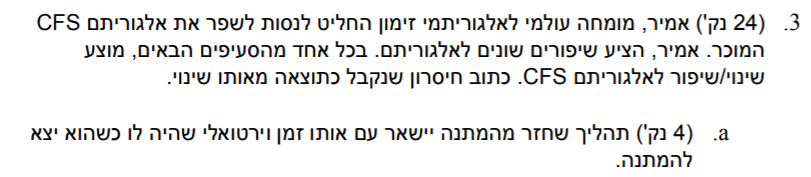 3. (24 נק') אמיר, מומחה עולמי לאלגוריתמי זימון החליט לנסות לשפר את אלגוריתם CFS
המוכר. אמיר, הציע שיפורים שונים לאלגוריתם. בכל אחד מהסעיפים הבאים, מוצע
שינוי/שיפור לאלגוריתם CFS. כתוב חיסרון שנקבל כתוצאה מאותו שינוי.
a. (4 נק') תהליך שחזר מהמתנה יישאר עם אותו זמן וירטואלי שהיה לו כשהוא יצא
להמתנה.